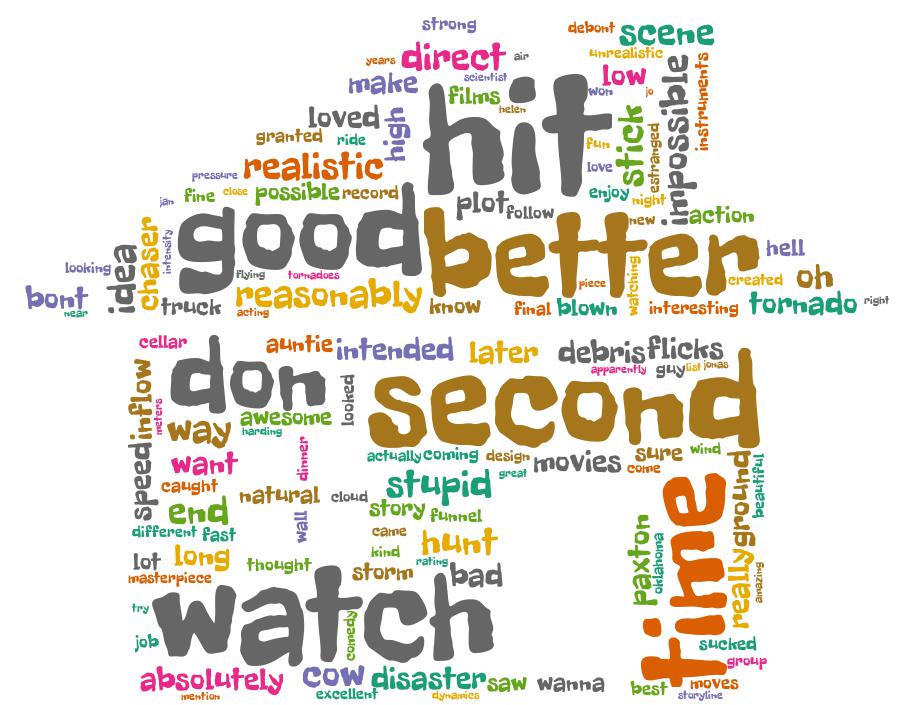 strong
debont scene
years direct air unrealistic
make scientist low
films won jo
helen
loved high hit stick impossible instruments
granted ride fun estranged
realistic love
pressure
jan fine close possible record enjoy night
plot follow new action
good better
looking idea chaser intensity hell
flying tornadoes piece watching created oh
bont near truck reasonably know final blown interesting tornado right
acting
cellar auntie intended later debris flicks
apparently guy list jonas
don second
speed inflow meters looked
way awesome
harding
want dinner actually coming design movies sure wind
great come
caught natural cloud stupid
end wall story funnel
different fast came
lot long kind hunt
masterpiece thought rating
storm bad
time ground beautiful
paxton oklahoma really amazing
try watch
job comedy
sucked
group
absolutely cow disaster saw wanna best moves
mention excellent dynamics storyline